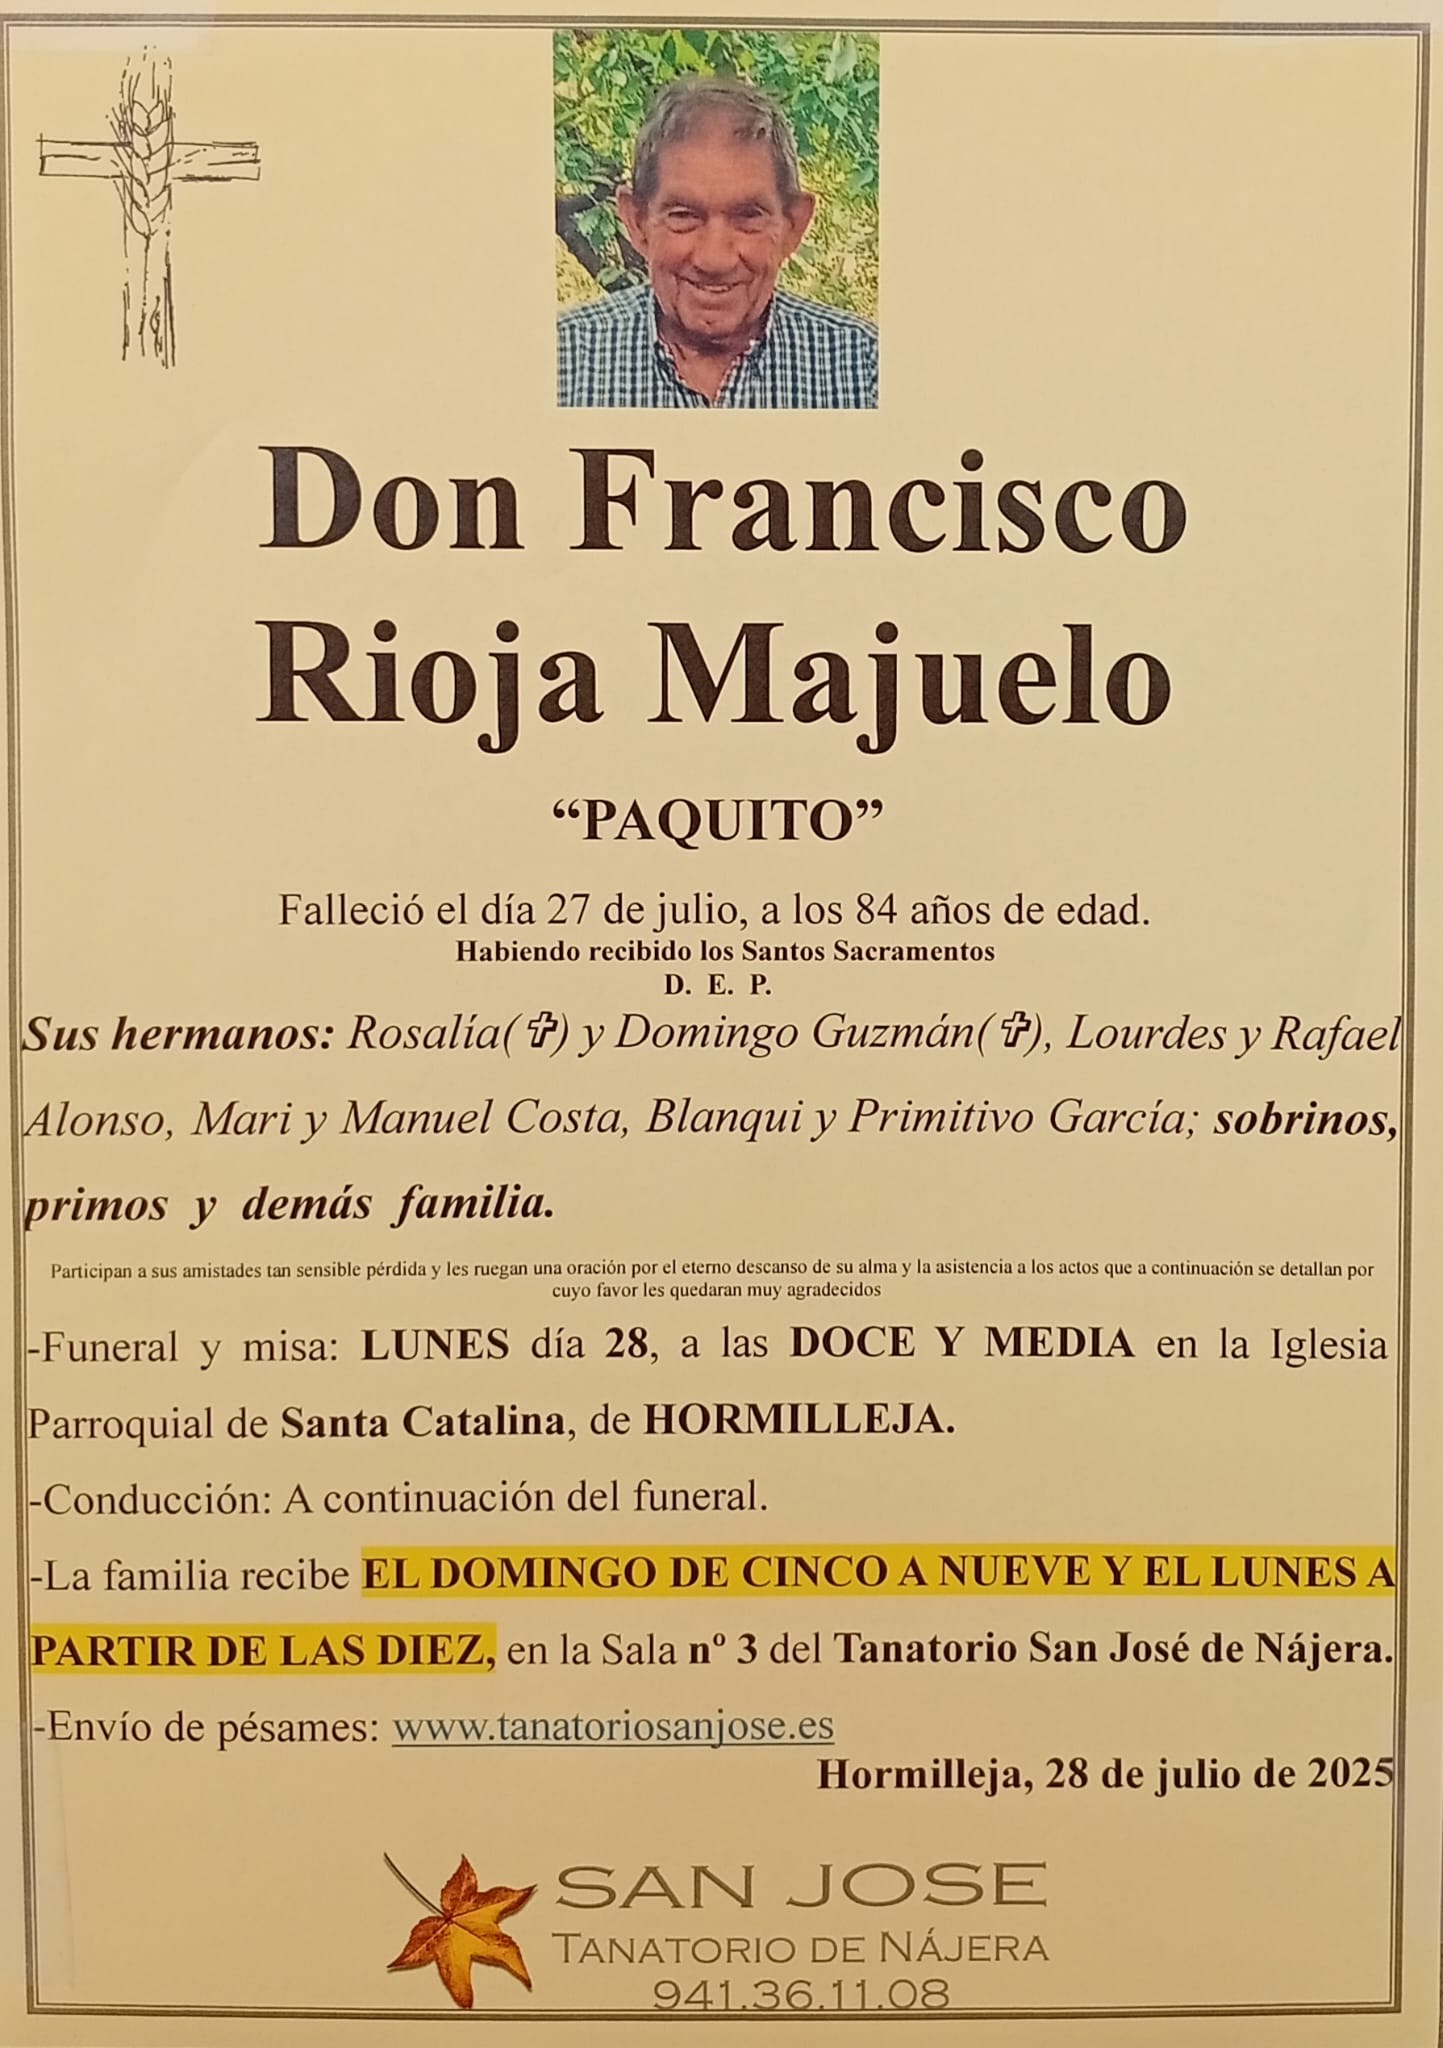 Don Francisco
Rioja Majuelo
“PAQUITO”
Falleció el día 27 de julio, a los 84 años de edad.
Habiendo recibido los Santos Sacramentos
D. E. P.
Sus hermanos: Rosalía(✞) y Domingo Guzmán(✞), Lourdes y Rafael
Alonso, Mari y Manuel Costa, Blanqui y Primitivo García; sobrinos,
primos y demás familia.
Participan a sus amistades tan sensible pérdida y les ruegan una oración por el eterno descanso de su alma y la asistencia a los actos que a continuación se detallan por
cuyo favor les quedaran muy agradecidos
-Funeral y misa: LUNES día 28, a las DOCE Y MEDIA en la Iglesia
Parroquial de Santa Catalina, de HORMILLEJA.
-Conducción: A continuación del funeral.
-La familia recibe EL DOMINGO DE CINCO A NUEVE Y EL LUNES A
PARTIR DE LAS DIEZ, en la Sala nº 3 del Tanatorio San José de Nájera.
-Envío de pésames: www.tanatoriosanjose.es
Hormilleja, 28 de julio de 2025
SAN JOSE
TANATORIO DE NÁJERA
941.36.11.08